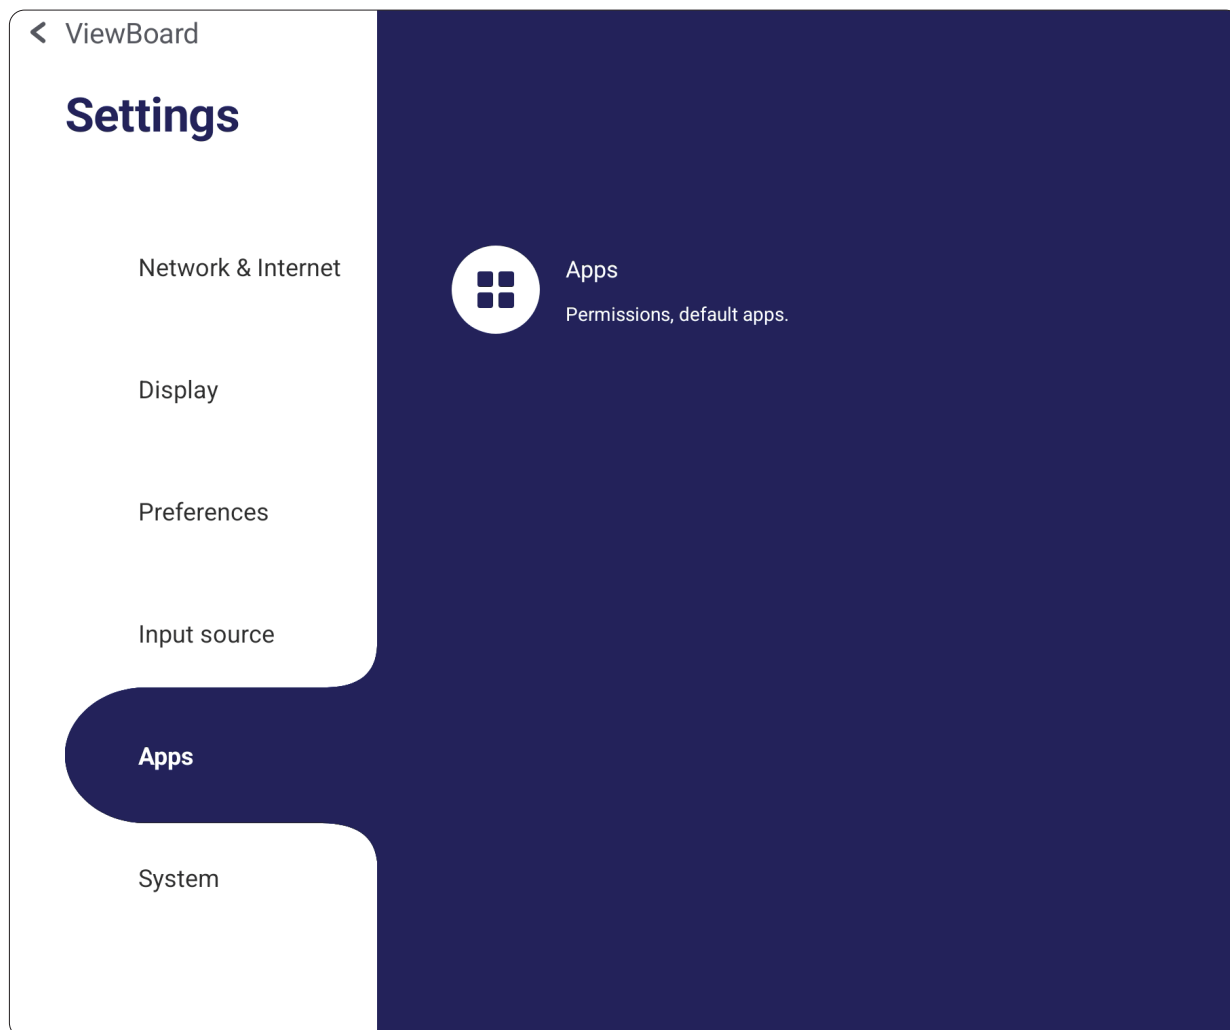 ViewBoard
Settings
Network & Internet
Display
Preferences
Input source
Apps
System
Apps
Permissions, default apps.